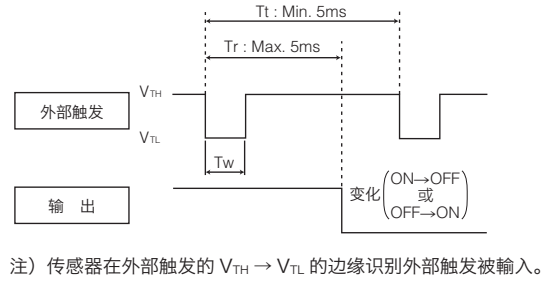 Tt : Min. 5ms
Tr : Max. 5ms
外部触发
VTH
VTL
Tw
输 出
变化
ON→OFF
或
OFF→ON
注）传感器在外部触发的 VTH → VTL 的边缘识别外部触发被輸入。